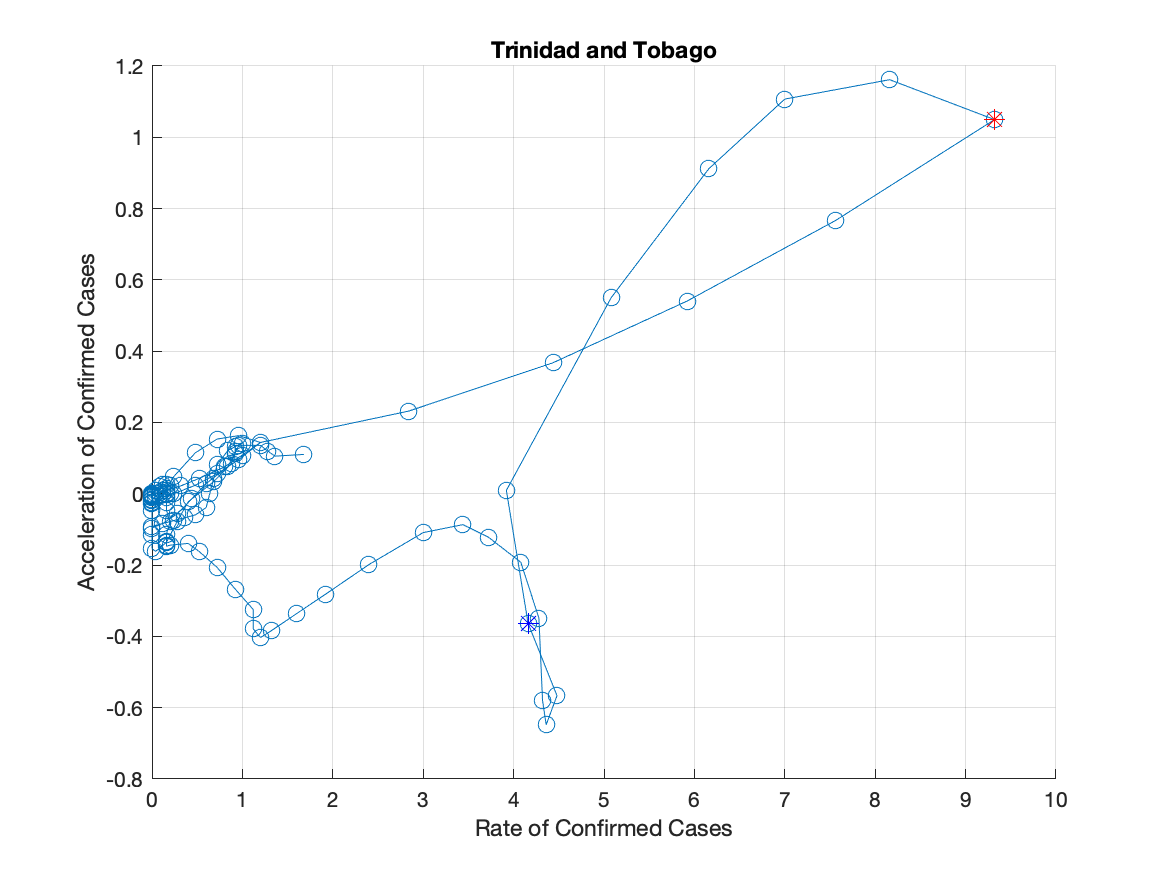 Trinidad and Tobago
Acceleration of Confirmed Cases
1.2
1
0.8
0.6
0.4
0.2
0
-0.2
-0.4
-0.6
-0.8
0 1 2 3 4 5 6 7 8 9 10
Rate of Confirmed Cases